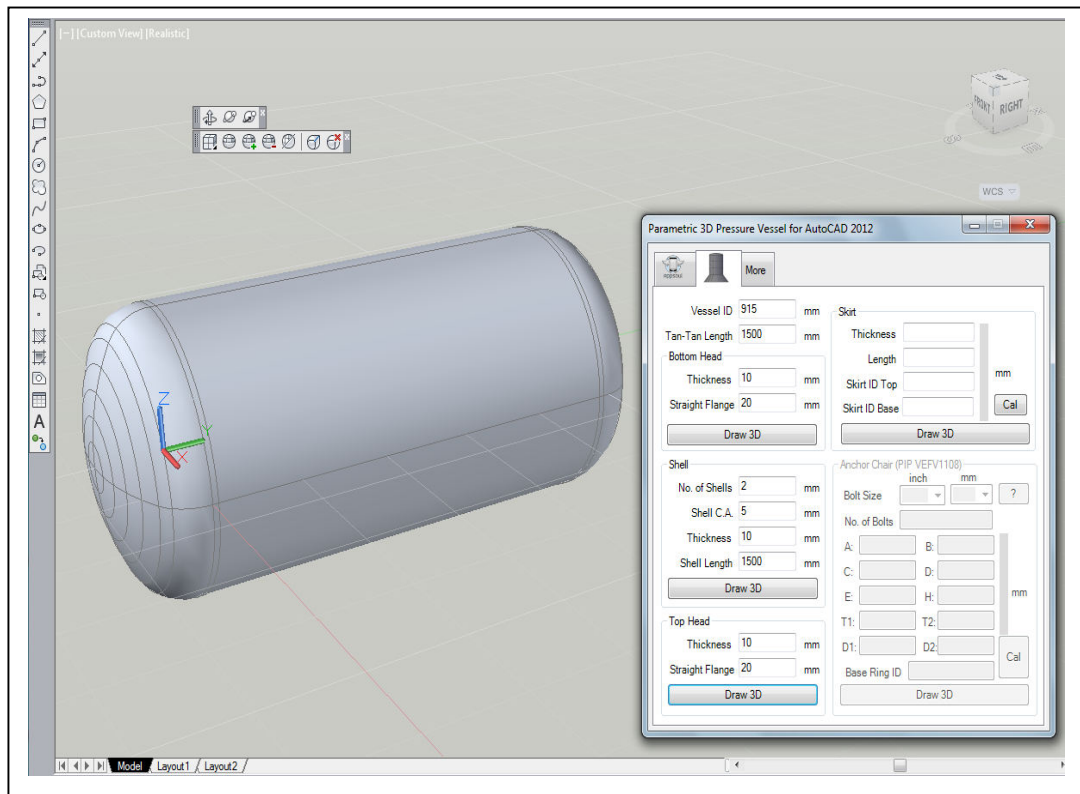 [−] [Custom View] [Realistic]
FRONT RIGHT
WCS
Parametric 3D Pressure Vessel for AutoCAD 2012
More
Vessel ID 915 mm
Tan-Tan Length 1500 mm
Bottom Head
Thickness 10 mm
Straight Flange 20 mm
Draw 3D
Shell
No. of Shells 2 mm
Shell C.A. 5 mm
Thickness 10 mm
Shell Length 1500 mm
Draw 3D
Top Head
Thickness 10 mm
Straight Flange 20 mm
Draw 3D
Skirt
Thickness
Length
mm
Skirt ID Top
Skirt ID Base
Cal
Draw 3D
Anchor Chair (PIP VEFV1108)
inch mm
Bolt Size ?
No. of Bolts
A: B:
C: D:
E: H: mm
T1: T2:
D1: D2:
Cal
Base Ring ID
Draw 3D
Z
Y
X
A
Model Layout1 Layout2